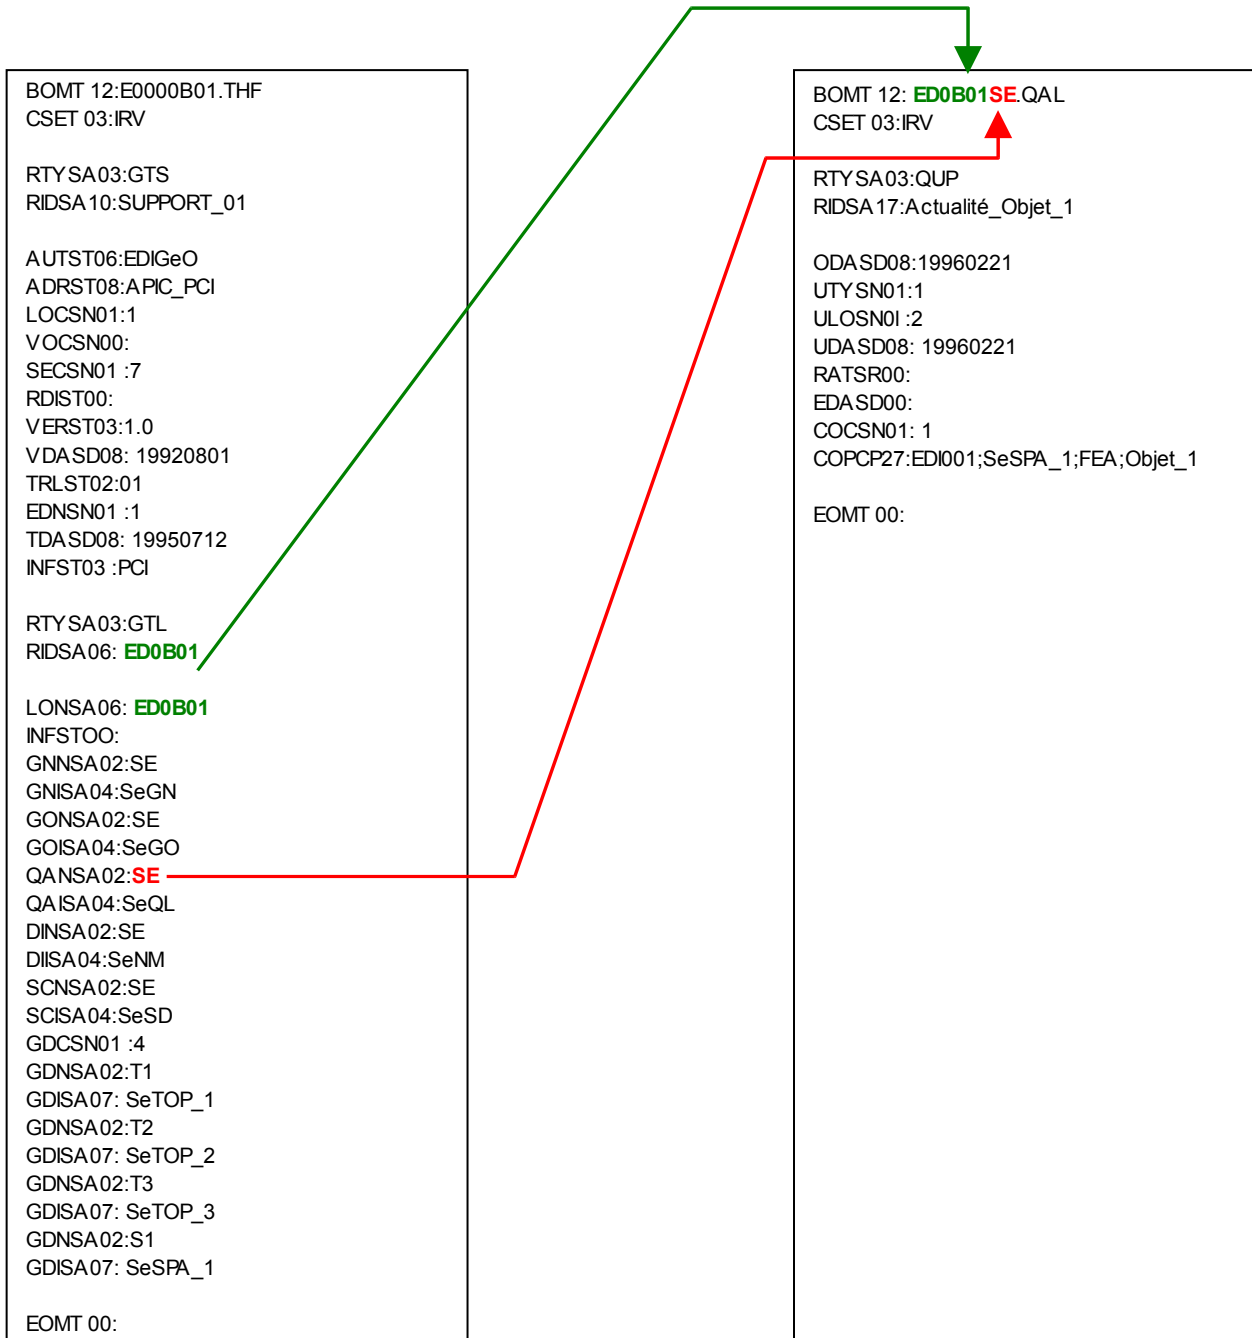 BOMT 12:E0000B01.THF
CSET 03:IRV
RTYSA03:GTS
RIDSA10:SUPPORT_01
AUTST06:EDIGeO
ADRST08:APIC_PCI
LOCSN01:1
VOCSN00:
SECSN01 :7
RDIST00:
VERST03:1.0
VDASD08: 19920801
TRLST02:01
EDNSN01 :1
TDASD08: 19950712
INFST03 :PCI
RTYSA03:GTL
RIDSA06: ED0B01
LONSA06: ED0B01
INFSTOO:
GNNSA02:SE
GNISA04:SeGN
GONSA02:SE
GOISA04:SeGO
QANSA02:SE
QAISA04:SeQL
DINSA02:SE
DIISA04:SeNM
SCNSA02:SE
SCISA04:SeSD
GDCSN01 :4
GDNSA02:T1
GDISA07: SeTOP_1
GDNSA02:T2
GDISA07: SeTOP_2
GDNSA02:T3
GDISA07: SeTOP_3
GDNSA02:S1
GDISA07: SeSPA_1
EOMT 00:
BOMT 12: ED0B01SE.QAL
CSET 03:IRV
RTYSA03:QUP
RIDSA17:Actualité_Objet_1
ODASD08:19960221
UTYSN01:1
ULOSN0I :2
UDASD08: 19960221
RATSR00:
EDASD00:
COCSN01: 1
COPCP27:EDI001;SeSPA_1;FEA;Objet_1
EOMT 00: